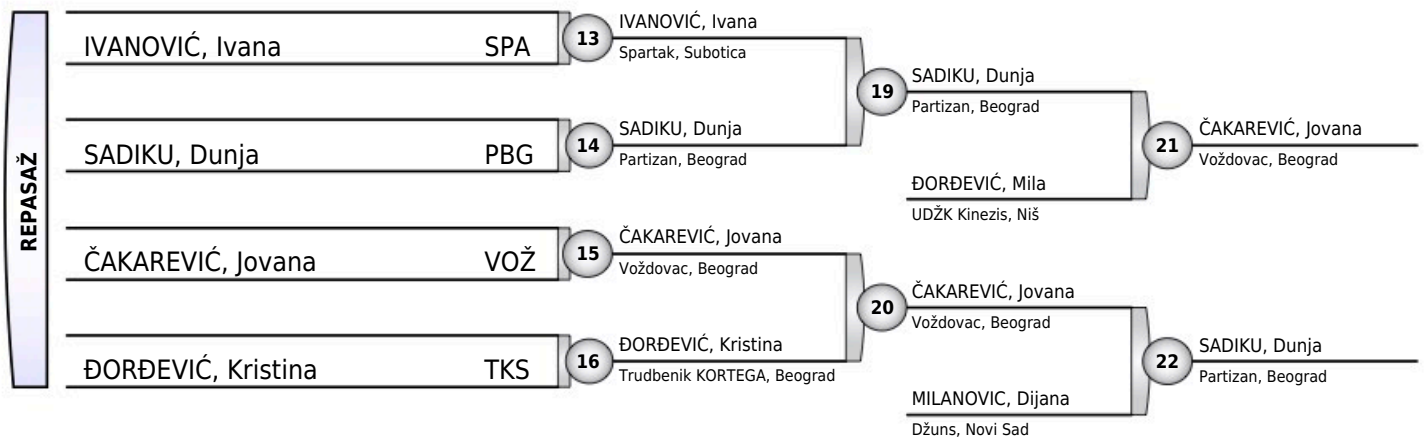 REPASAŽ
IVANOVIĆ, Ivana SPA
SADIKU, Dunja PBG
ČAKAREVIĆ, Jovana VOŽ
ĐORĐEVIĆ, Kristina TKS
13
IVANOVIĆ, Ivana
Spartak, Subotica
14
SADIKU, Dunja
Partizan, Beograd
15
ČAKAREVIĆ, Jovana
Voždovac, Beograd
16
ĐORĐEVIĆ, Kristina
Trudbenik KORTEGA, Beograd
19
SADIKU, Dunja
Partizan, Beograd
ĐORĐEVIĆ, Mila
UDŽK Kinezis, Niš
20
ČAKAREVIĆ, Jovana
Voždovac, Beograd
MILANOVIC, Dijana
Džuns, Novi Sad
21
ČAKAREVIĆ, Jovana
Voždovac, Beograd
22
SADIKU, Dunja
Partizan, Beograd